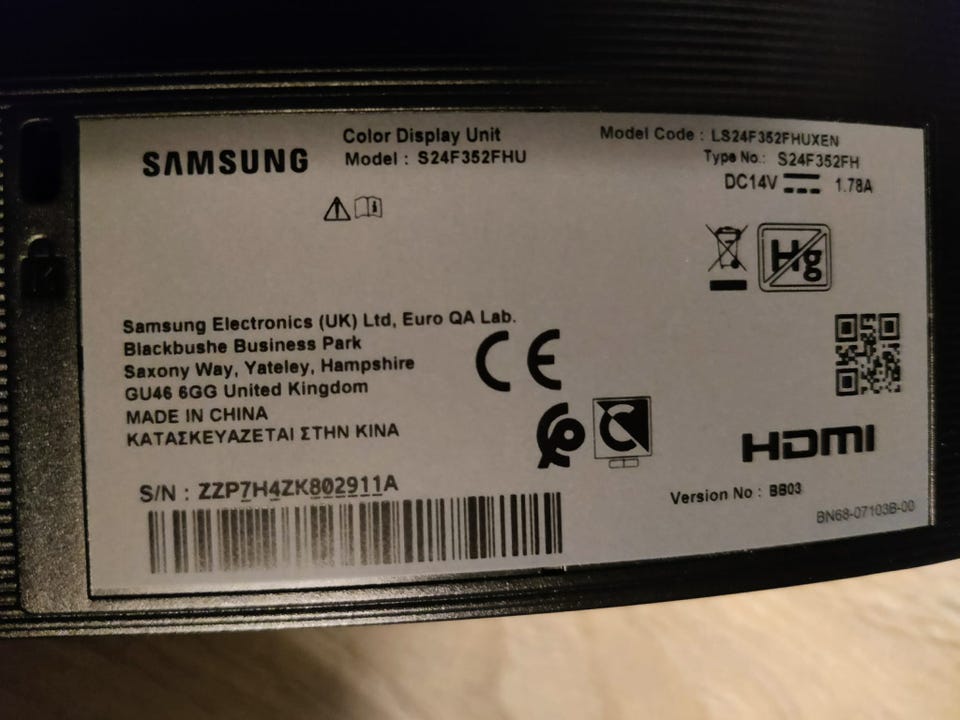 SAMSUNG
Color Display Unit
Model : S24F352FHU
Model Code : LS24F352FHUXEN
Type No.: S24F352FH
DC14V 1.78A
Hg
Samsung Electronics (UK) Ltd, Euro QA Lab.
Blackbushe Business Park
Saxony Way, Yateley, Hampshire
GU46 6GG United Kingdom
MADE IN CHINA
ΚΑΤΑΣΚΕΥΑΖΕΤΑΙ ΣΤΗΝ ΚΙΝΑ
CE
HDMI
S/N : ZZP7H4ZK802911A
Version No : BB03
BN68-07103B-00